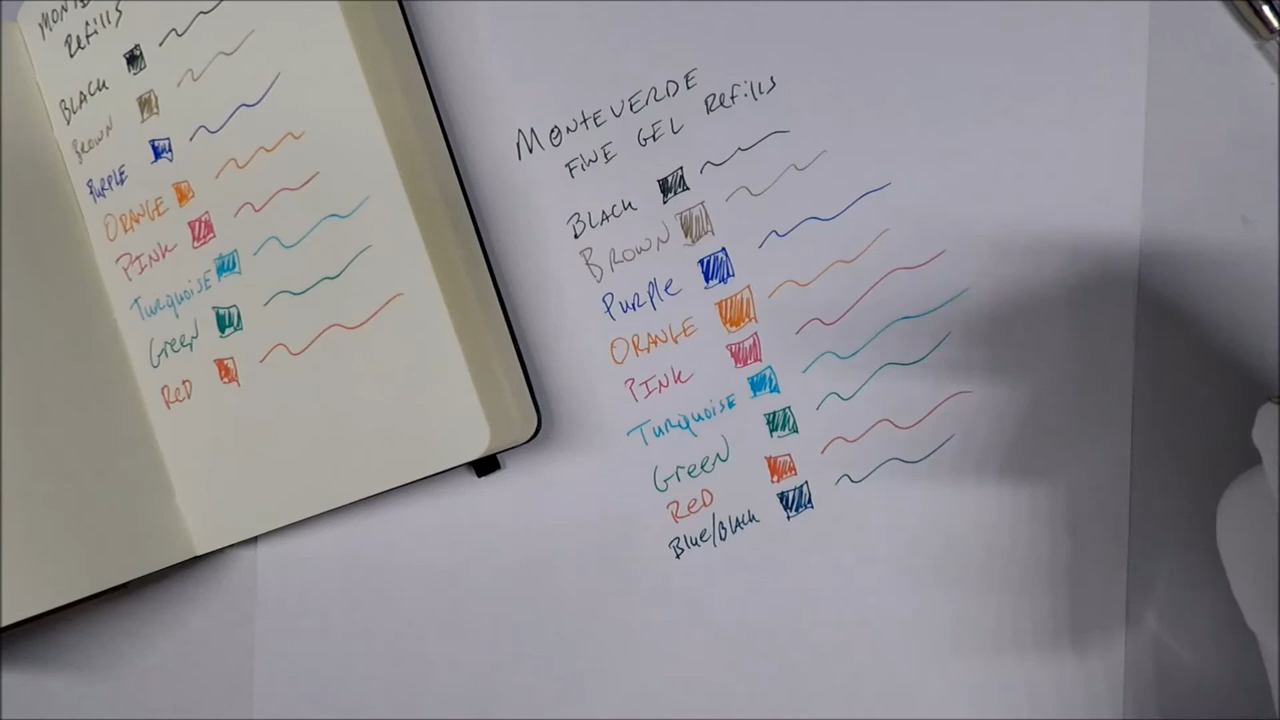 Refills
BLACK
BROWN
PURPLE
ORANGE
PINK
Turquoise
Green
ReD
MONTEVERDE
FINE GEL Refills
BLACK
BROWN
Purple
ORANGE
PINK
TurquoiSE
GreeN
ReD
Blue/Black